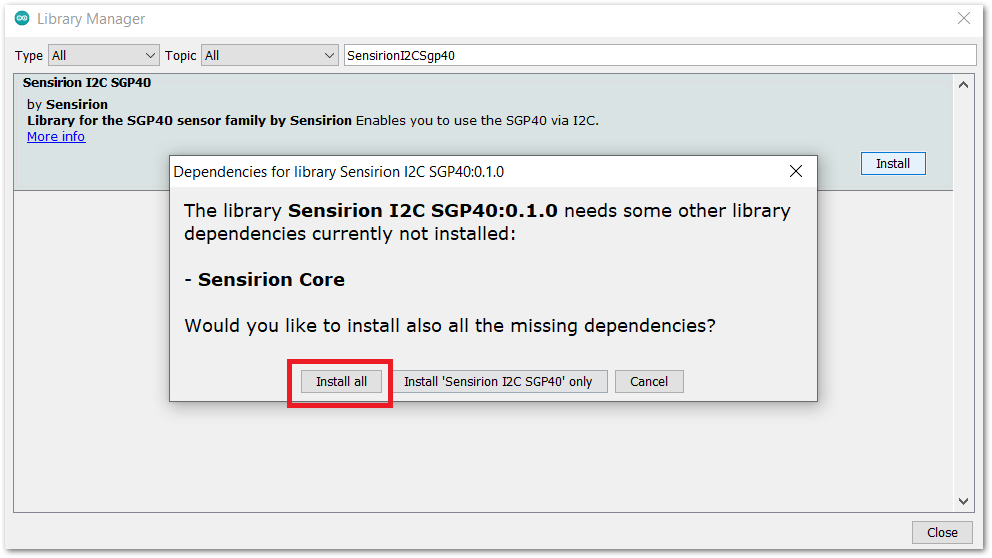 Library Manager
Type All Topic All SensirionI2CSgp40
Sensirion I2C SGP40
by Sensirion
Library for the SGP40 sensor family by Sensirion Enables you to use the SGP40 via I2C.
More info
Install
Dependencies for library Sensirion I2C SGP40:0.1.0
The library Sensirion I2C SGP40:0.1.0 needs some other library
dependencies currently not installed:
- Sensirion Core
Would you like to install also all the missing dependencies?
Install all Install 'Sensirion I2C SGP40' only Cancel
Close